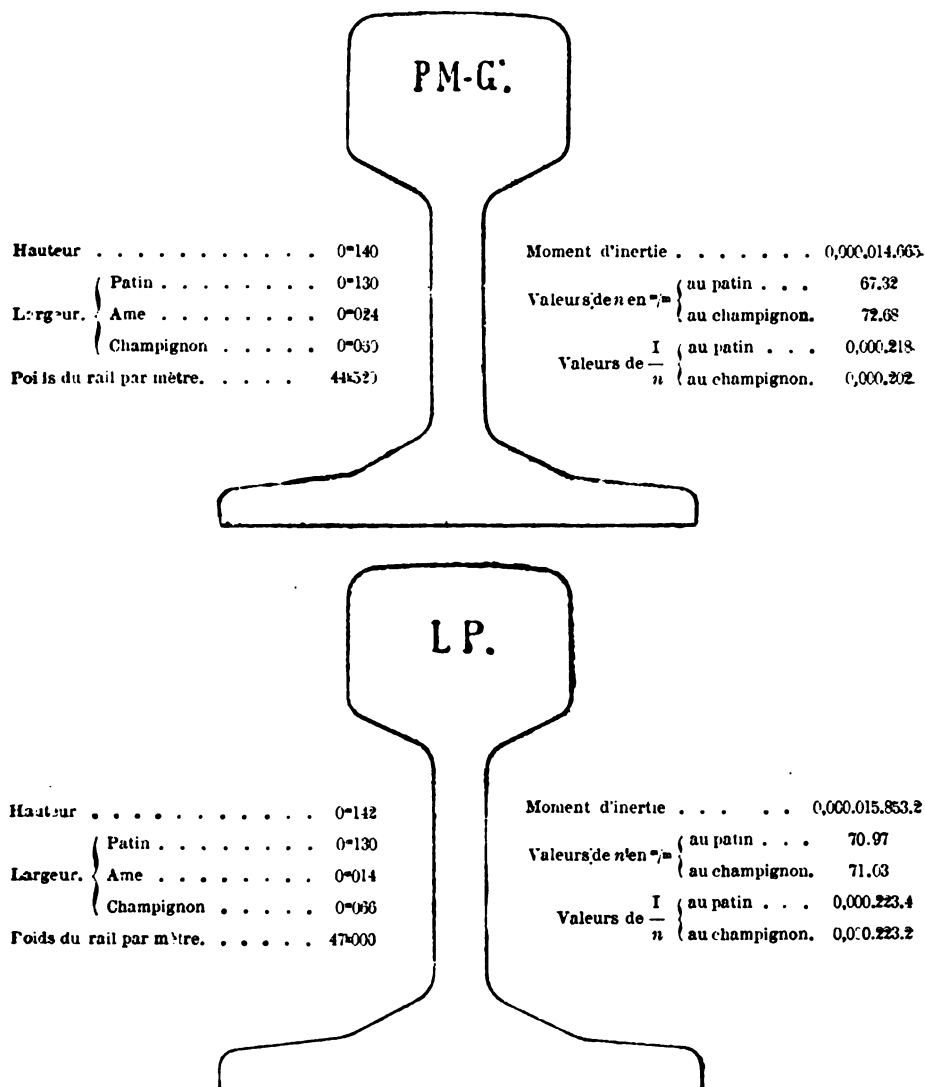 PM-G.
Hauteur . . . . . . . . . . . 0ᵐ140
Largeur. Patin . . . . . . . . 0ᵐ130
Ame . . . . . . . . 0ᵐ024
Champignon . . . . .
Poids du rail par mètre. . . . .
Moment d'inertie . . . . . . . 0,000.014.665
Valeurs de n en ᵐ/ₘ au patin . . . 67.32
au champignon. 72.68
Valeurs de I/n au patin . . . 0,000.218
au champignon. 0,000.202
L P.
Hauteur . . . . . . . . . . . 0ᵐ142
Largeur. Patin . . . . . . . . 0ᵐ130
Ame . . . . . . . . 0ᵐ014
Champignon . . . . . 0ᵐ066
Poids du rail par mètre. . . . . . 47ᵏ000
Moment d'inertie . . . . . 0,000.015.853.2
Valeurs de n en ᵐ/ₘ au patin . . . 70.97
au champignon. 71.03
Valeurs de I/n au patin . . . 0,000.223.4
au champignon. 0,000.223.2